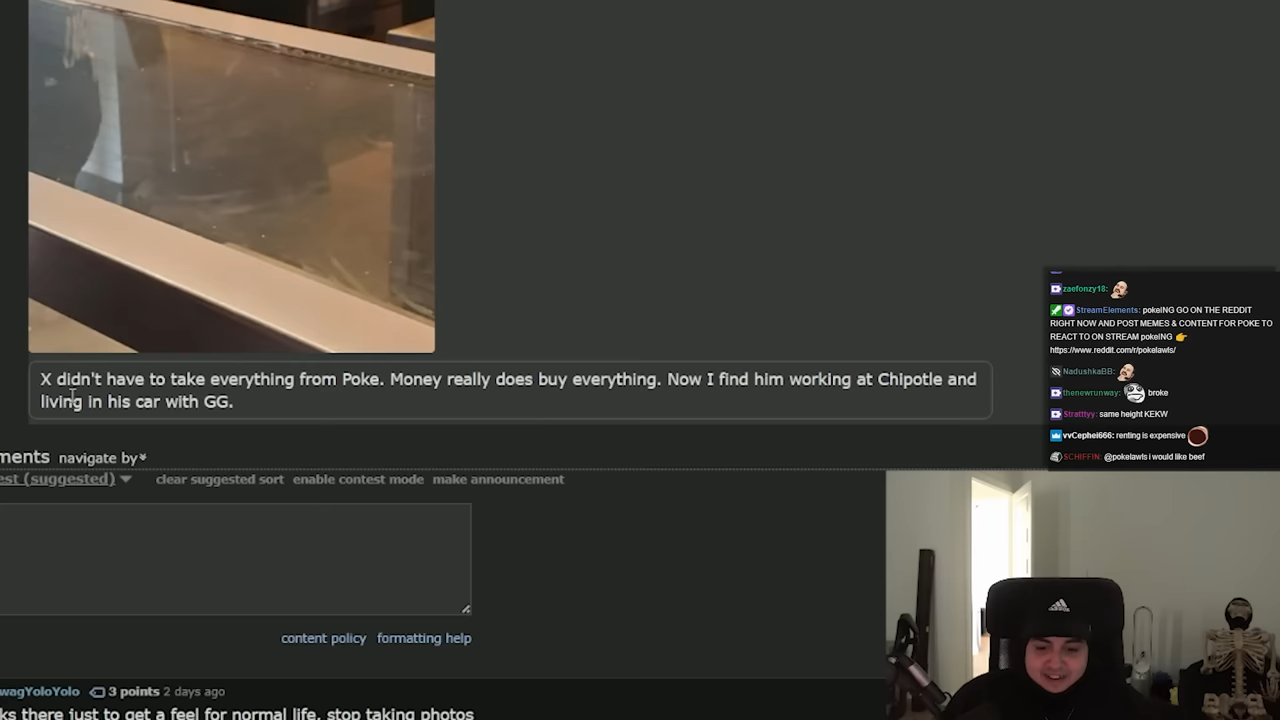 X didn't have to take everything from Poke. Money really does buy everything. Now I find him working at Chipotle and
living in his car with GG.
ments navigate by
est (suggested) clear suggested sort enable contest mode make announcement
content policy formatting help
wagYoloYolo 3 points 2 days ago
ks there just to get a feel for normal life, stop taking photos
zaefonzy18:
StreamElements: pokeING GO ON THE REDDIT
RIGHT NOW AND POST MEMES & CONTENT FOR POKE TO
REACT TO ON STREAM pokeING 👉
https://www.reddit.com/r/pokelawls/
NadushkaBB:
thenewrunway: broke
Stratttyy: same height KEKW
vvCephei666: renting is expensive
SCHIFFIN: @pokelawls i would like beef